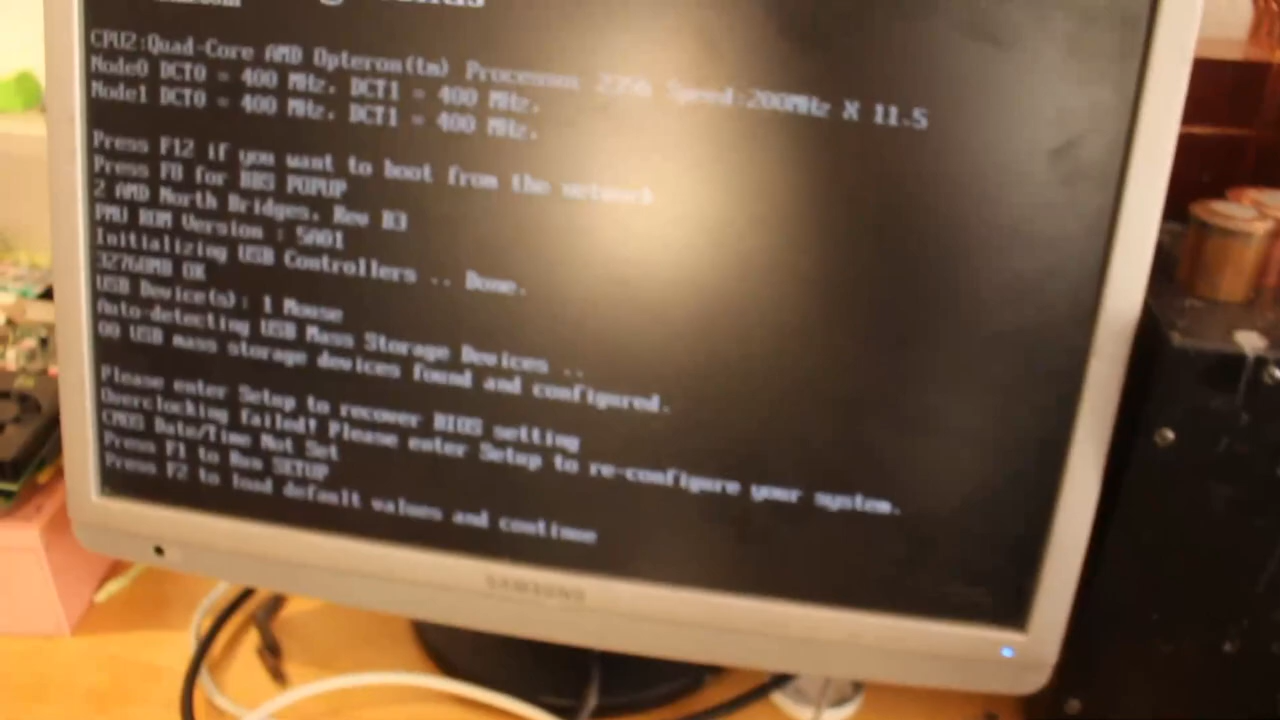 CPU2:Quad-Core AMD Opteron(tm) Processor Speed:200MHz X 11.5
Node0 DCT0 = 400 MHz, DCT1 = 400 MHz.
Node1 DCT0 = 400 MHz, DCT1 = 400 MHz.
Press F12 if you want to boot from the network
Press F8 for BBS POPUP
2 AMD North Bridges, Rev B3
PMU ROM Version : 5A01
Initializing USB Controllers .. Done.
32760MB OK
USB Device(s): 1 Mouse
Auto-detecting USB Mass Storage Devices ..
00 USB mass storage devices found and configured.
Please enter Setup to recover BIOS setting
Overclocking failed! Please enter Setup to re-configure your system.
CMOS Date/Time Not Set
Press F1 to Run SETUP
Press F2 to load default values and continue
SAMSUNG